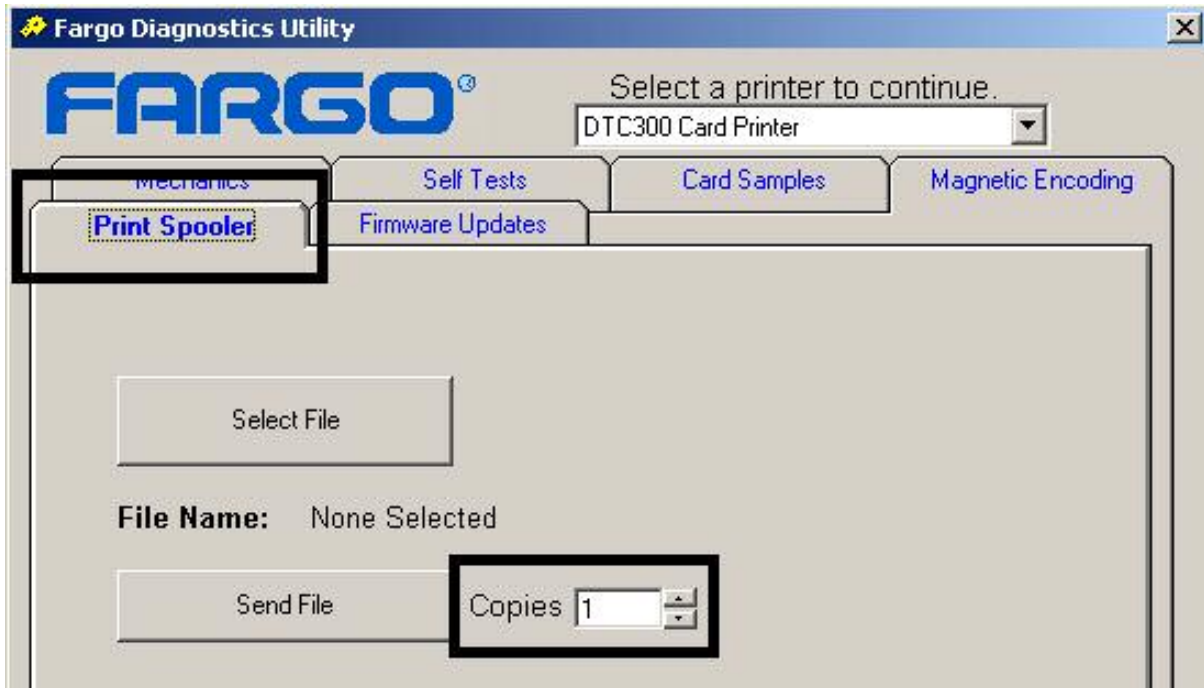 Fargo Diagnostics Utility
FARGO®
Select a printer to continue.
DTC300 Card Printer
Mechanics Self Tests Card Samples Magnetic Encoding
Print Spooler Firmware Updates
Select File
File Name: None Selected
Send File Copies 1